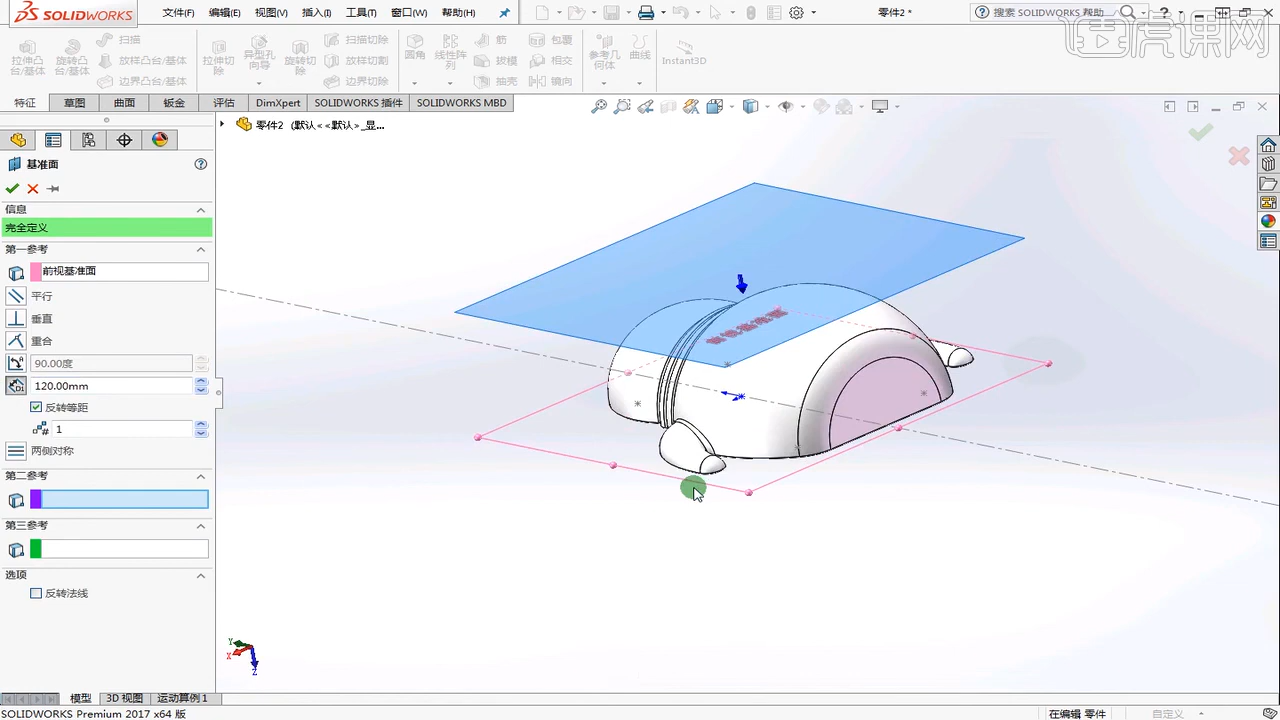 SOLIDWORKS 文件(F) 编辑(E) 视图(V) 插入(I) 工具(T) 窗口(W) 帮助(H) 零件2 * 搜索 SOLIDWORKS 帮助
虎课网
拉伸凸台/基体 旋转凸台/基体 扫描 放样凸台/基体 边界凸台/基体 拉伸切除 异型孔向导 旋转切除 扫描切除 放样切割 边界切除 圆角 线性阵列 筋 拔模 抽壳 包覆 相交 镜向 参考几何体 曲线 Instant3D
特征 草图 曲面 钣金 评估 DimXpert SOLIDWORKS 插件 SOLIDWORKS MBD
零件2 (默认<<默认>_显...
基准面
信息
完全定义
第一参考
前视基准面
平行
垂直
重合
90.00度
120.00mm
反转等距
1
两侧对称
第二参考
第三参考
选项
反转法线
Y
X
Z
模型 3D 视图 运动算例 1
SOLIDWORKS Premium 2017 x64 版 在编辑 零件 自定义